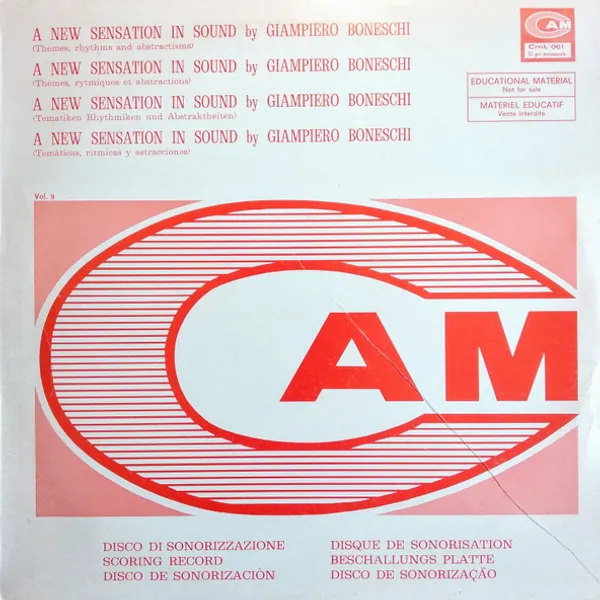 A NEW SENSATION IN SOUND by GIAMPIERO BONESCHI
(Thèmes, rhythms and abstractisms)
A NEW SENSATION IN SOUND by GIAMPIERO BONESCHI
(Thèmes, rytmiques et abstractions)
A NEW SENSATION IN SOUND by GIAMPIERO BONESCHI
(Tematiken Rhythmiken und Abstraktheiten)
A NEW SENSATION IN SOUND by GIAMPIERO BONESCHI
(Temáticas, ritmicas y astracciones)
CAM
CmL 061
EDUCATIONAL MATERIAL
Not for sale
MATERIEL EDUCATIF
Vente interdite
Vol. 9
CAM
DISCO DI SONORIZZAZIONE
SCORING RECORD
DISCO DE SONORIZACIÒN
DISQUE DE SONORISATION
BESCHALLUNGS PLATTE
DISCO DE SONORIZAÇÃO